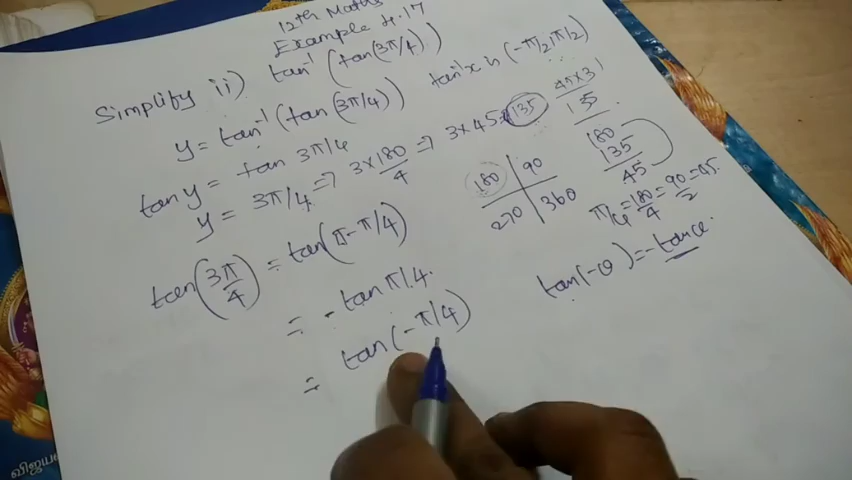 12th Maths
Example 4.17
Simplify ii) tan⁻¹(tan(3π/4))
y = tan⁻¹(tan(3π/4)) tan⁻¹x in (-π/2, π/2)
tan y = tan 3π/4
y = 3π/4 ⇒ 3×180/4 ⇒ 3×45 = 135
45×3
135
180
135
45
180 | 90
270 | 360
π/4 = 180/4 = 90/2 = 45.
tan(3π/4) = tan(π - π/4)
= - tan π/4.
tan(-θ) = -tan θ.
= tan(-π/4)
விஜய